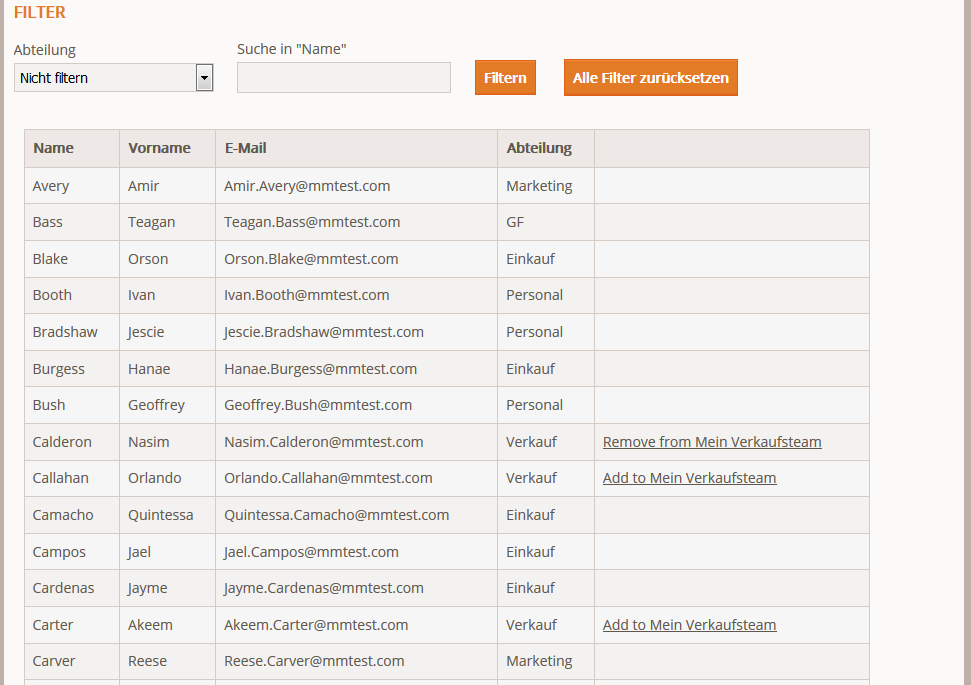 FILTER
Abteilung Suche in "Name"
Nicht filtern Filtern Alle Filter zurücksetzen
Name Vorname E-Mail Abteilung
Avery Amir Amir.Avery@mmtest.com Marketing
Bass Teagan Teagan.Bass@mmtest.com GF
Blake Orson Orson.Blake@mmtest.com Einkauf
Booth Ivan Ivan.Booth@mmtest.com Personal
Bradshaw Jescie Jescie.Bradshaw@mmtest.com Personal
Burgess Hanae Hanae.Burgess@mmtest.com Einkauf
Bush Geoffrey Geoffrey.Bush@mmtest.com Personal
Calderon Nasim Nasim.Calderon@mmtest.com Verkauf Remove from Mein Verkaufsteam
Callahan Orlando Orlando.Callahan@mmtest.com Verkauf Add to Mein Verkaufsteam
Camacho Quintessa Quintessa.Camacho@mmtest.com Einkauf
Campos Jael Jael.Campos@mmtest.com Einkauf
Cardenas Jayme Jayme.Cardenas@mmtest.com Einkauf
Carter Akeem Akeem.Carter@mmtest.com Verkauf Add to Mein Verkaufsteam
Carver Reese Reese.Carver@mmtest.com Marketing